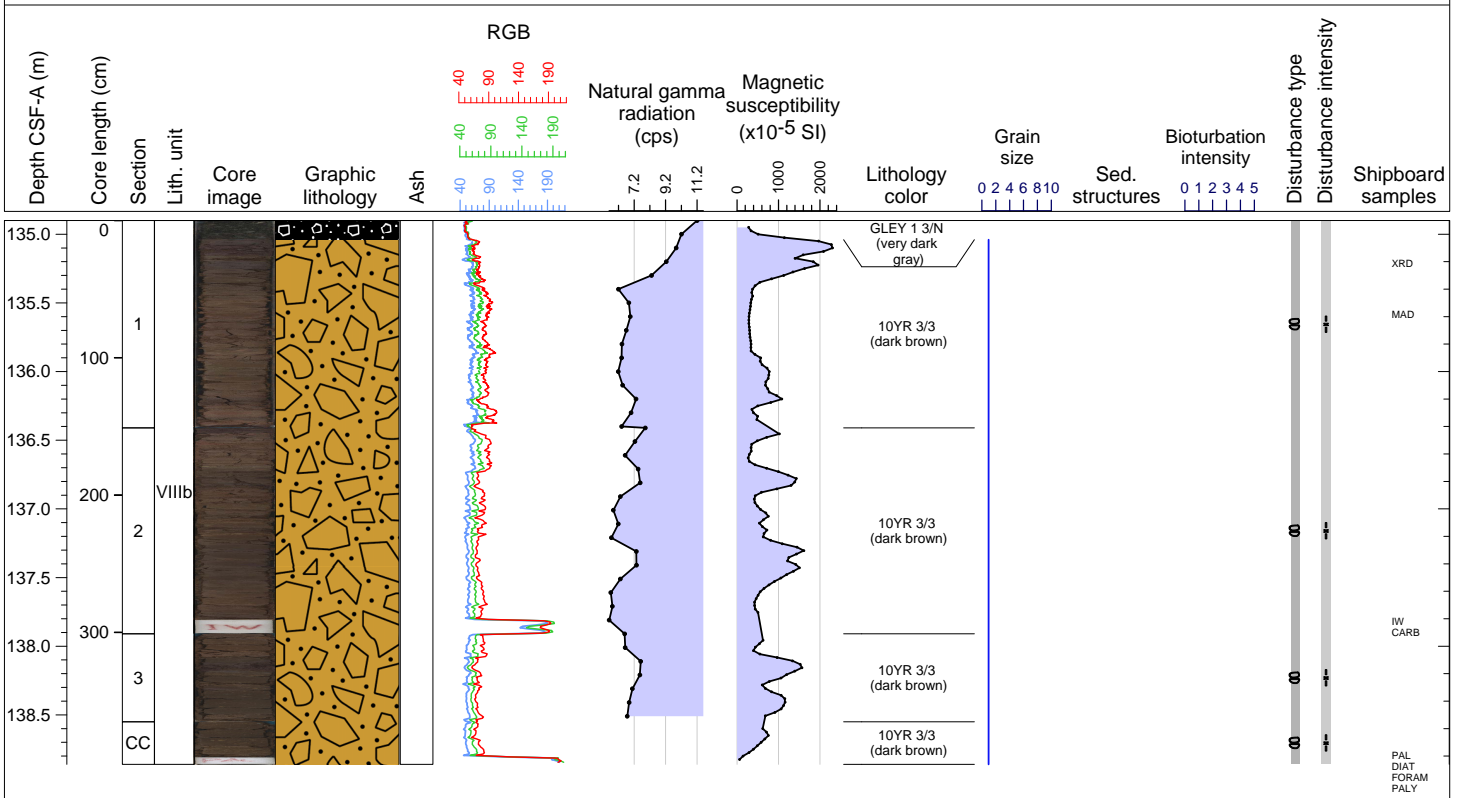 RGB
40 90 140 190
40 90 140 190
40 90 140 190
Depth CSF-A (m)
Core length (cm)
Section
Lith. unit
Core
image
Graphic
lithology
Ash
Natural gamma
radiation
(cps)
7.2 9.2 11.2
Magnetic
susceptibility
(x10-5 SI)
0 1000 2000
Lithology
color
Grain
size
0 2 4 6 8 10
Sed.
structures
Bioturbation
intensity
0 1 2 3 4 5
Disturbance type
Disturbance intensity
Shipboard
samples
135.0
135.5
136.0
136.5
137.0
137.5
138.0
138.5
0
100
200
300
1
2
3
CC
VIIIb
IW
GLEY 1 3/N
(very dark
gray)
10YR 3/3
(dark brown)
10YR 3/3
(dark brown)
10YR 3/3
(dark brown)
10YR 3/3
(dark brown)
XRD
MAD
IW
CARB
PAL
DIAT
FORAM
PALY